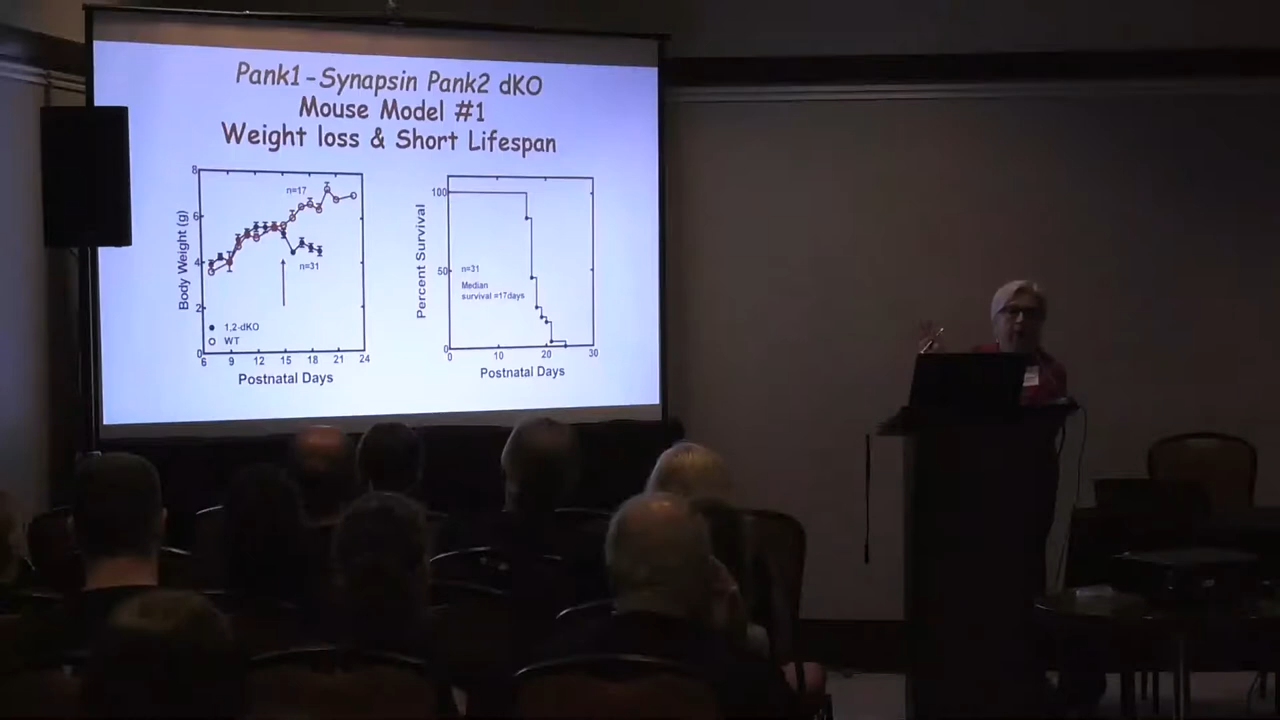 Pank1 - Synapsin Pank2 dKO
Mouse Model #1
Weight loss & Short Lifespan
8
6
4
2
0
Body Weight (g)
n=17
n=31
1,2-dKO
WT
6 9 12 15 18 21 24
Postnatal Days
100
50
0
Percent Survival
n=31
Median
survival =17days
0 10 20 30
Postnatal Days